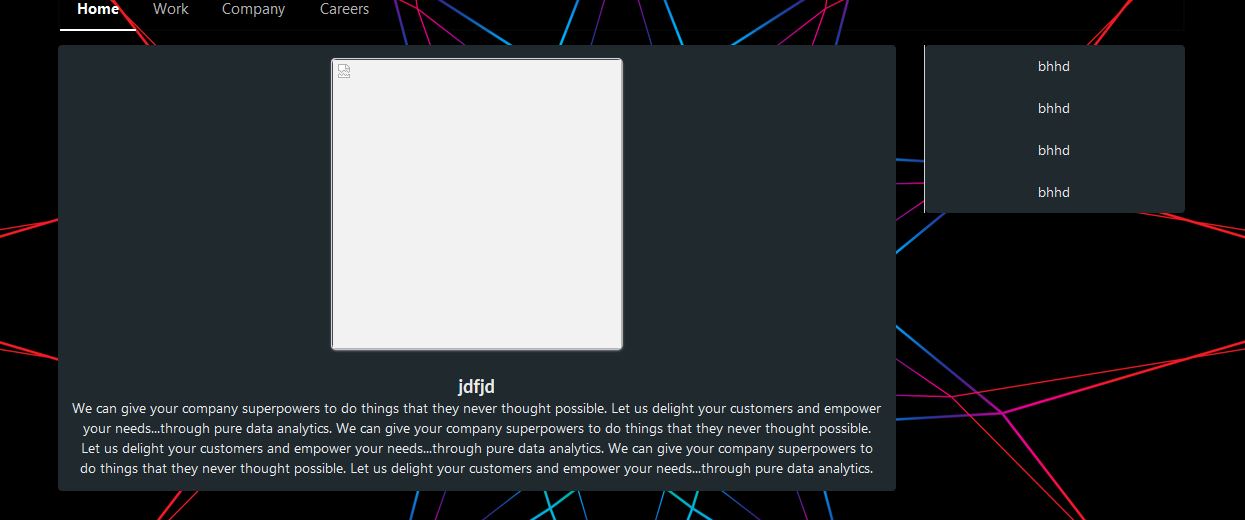 Home Work Company Careers
bhhd
bhhd
bhhd
bhhd
jdfjd
We can give your company superpowers to do things that they never thought possible. Let us delight your customers and empower
your needs...through pure data analytics. We can give your company superpowers to do things that they never thought possible.
Let us delight your customers and empower your needs...through pure data analytics. We can give your company superpowers to
do things that they never thought possible. Let us delight your customers and empower your needs...through pure data analytics.